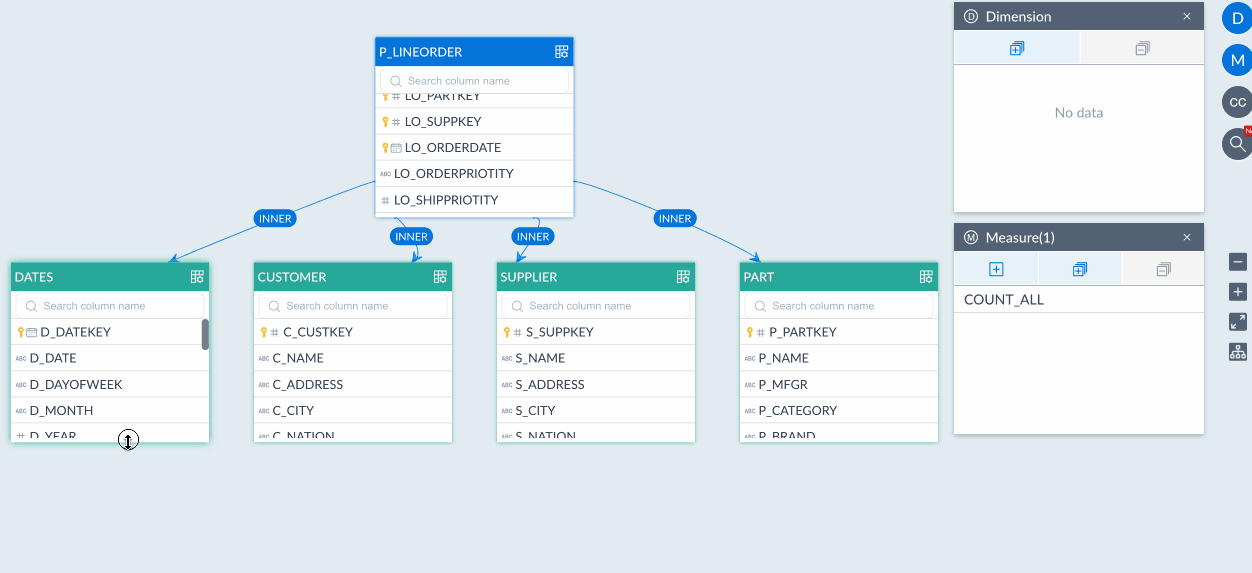 P_LINEORDER
Search column name
LO_PARTKEY
# LO_SUPPKEY
LO_ORDERDATE
ABC LO_ORDERPRIOTITY
# LO_SHIPPRIOTITY
INNER
INNER
INNER
INNER
DATES
Search column name
D_DATEKEY
ABC D_DATE
ABC D_DAYOFWEEK
ABC D_MONTH
# D_YEAR
CUSTOMER
Search column name
# C_CUSTKEY
ABC C_NAME
ABC C_ADDRESS
ABC C_CITY
ABC C_NATION
SUPPLIER
Search column name
# S_SUPPKEY
ABC S_NAME
ABC S_ADDRESS
ABC S_CITY
ABC S_NATION
PART
Search column name
# P_PARTKEY
ABC P_NAME
ABC P_MFGR
ABC P_CATEGORY
ABC P_BRAND
D Dimension
No data
M Measure(1)
COUNT_ALL
D
M
CC